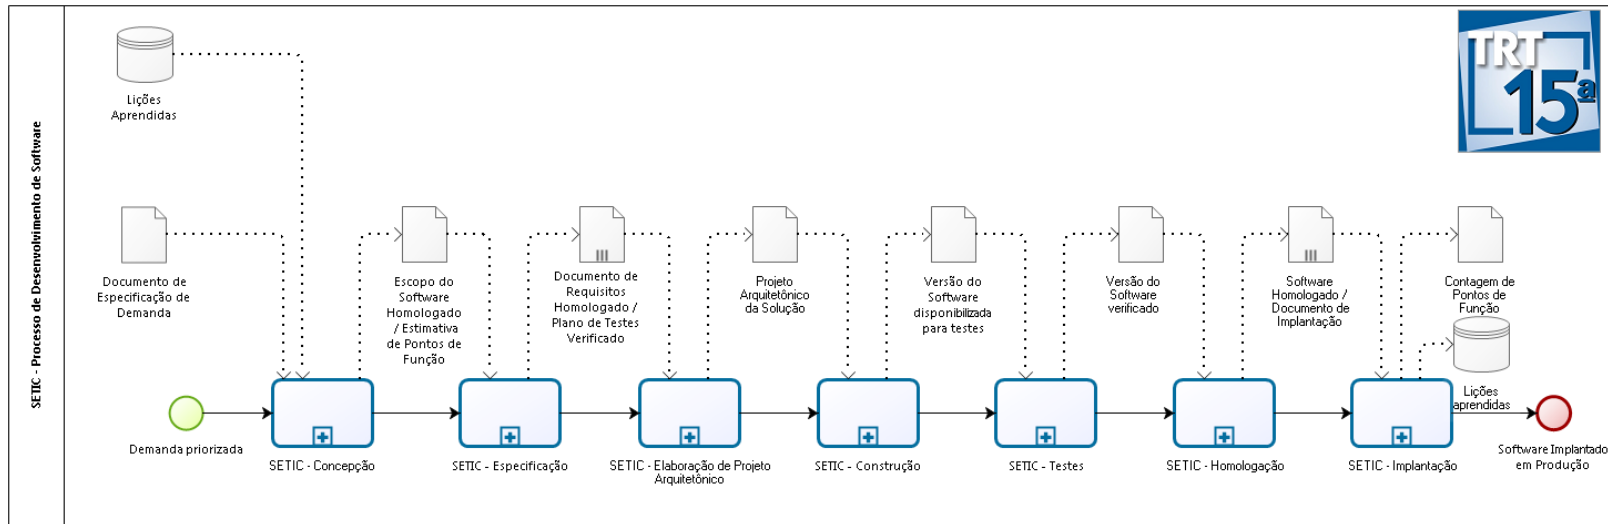 SETIC - Processo de Desenvolvimento de Software
TRT
15ª
Lições
Aprendidas
Documento de
Especificação de
Demanda
Escopo do
Software
Homologado
/ Estimativa
de Pontos de
Função
Documento de
Requisitos
Homologado /
Plano de Testes
Verificado
Projeto
Arquitetônico
da Solução
Versão do
Software
disponibilizada
para testes
Versão do
Software
verificado
Software
Homologado /
Documento de
Implantação
Contagem de
Pontos de
Função
Lições
aprendidas
Demanda priorizada
SETIC - Concepção
SETIC - Especificação
SETIC - Elaboração de Projeto
Arquitetônico
SETIC - Construção
SETIC - Testes
SETIC - Homologação
SETIC - Implantação
Software Implantado
em Produção